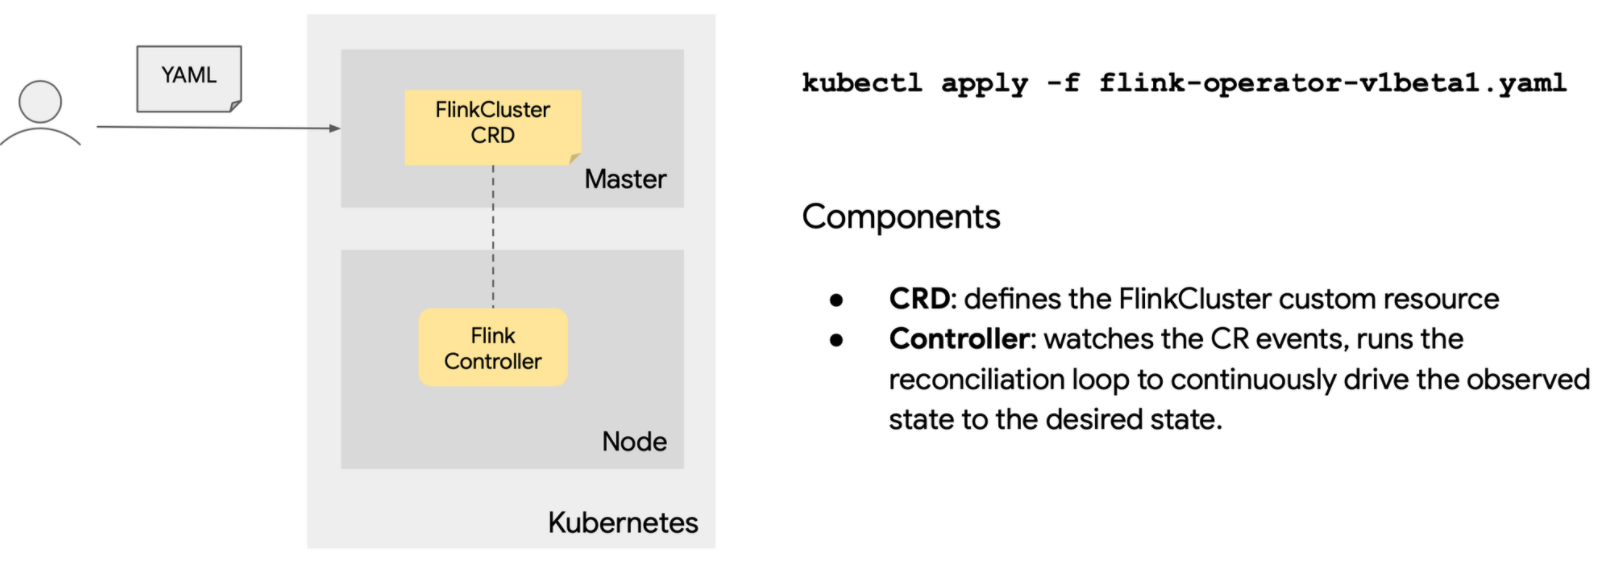 YAML
FlinkCluster
CRD
Master
Flink
Controller
Node
Kubernetes
kubectl apply -f flink-operator-v1beta1.yaml
Components
● CRD: defines the FlinkCluster custom resource
● Controller: watches the CR events, runs the
reconciliation loop to continuously drive the observed
state to the desired state.